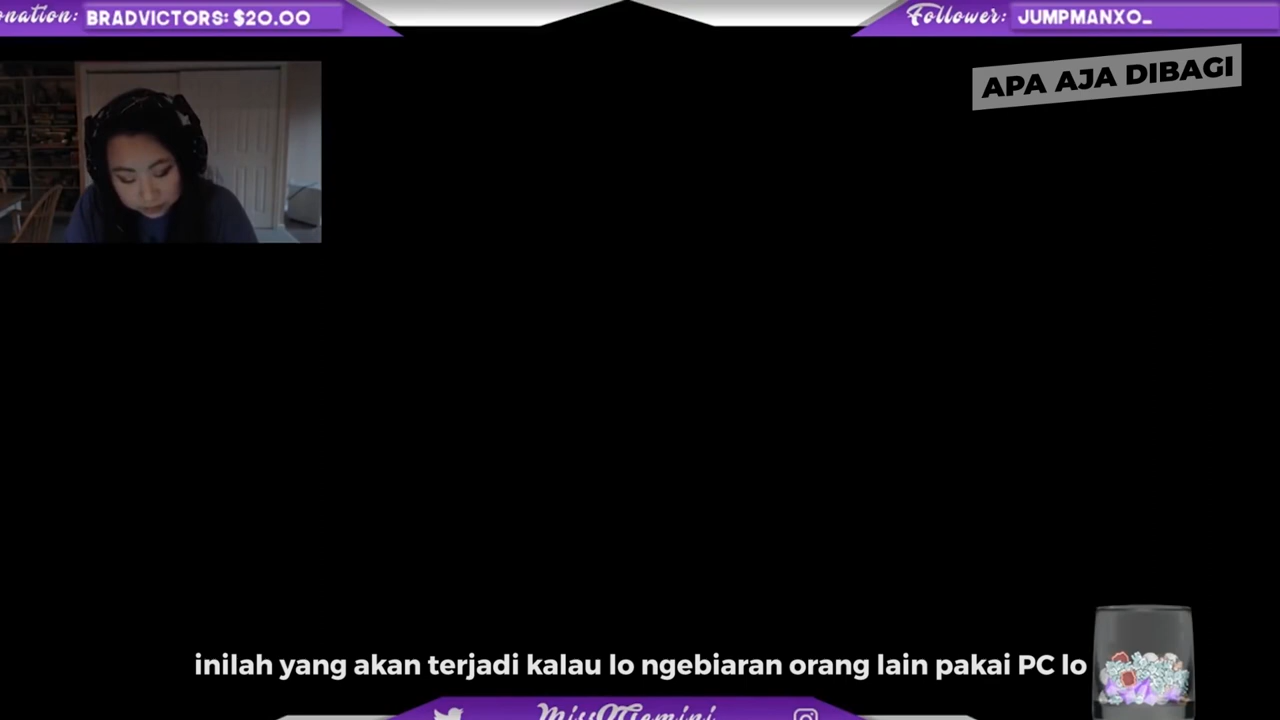 onation: BRADVICTORS: $20.00
Follower: JUMPMANXO_
APA AJA DIBAGI
inilah yang akan terjadi kalau lo ngebiaran orang lain pakai PC lo